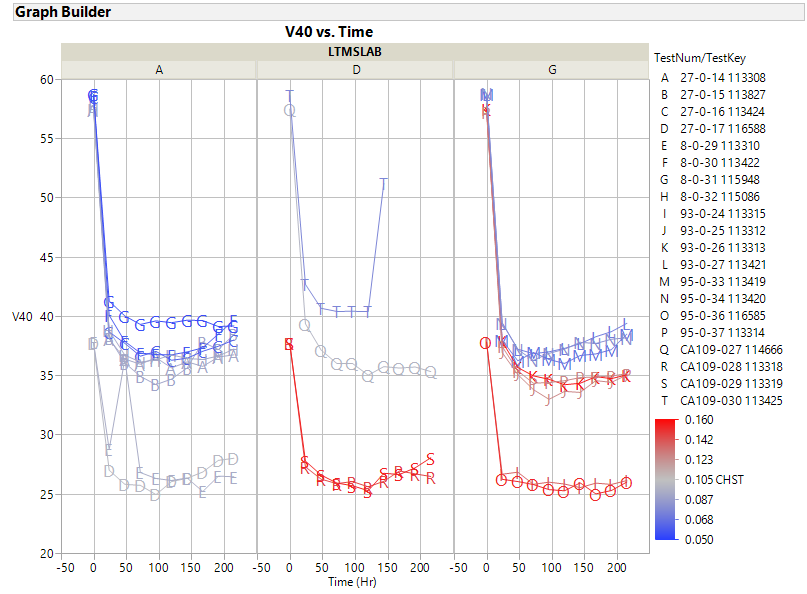 Graph Builder
V40 vs. Time
LTMSLAB
A D G
60
55
50
45
V40 40
35
30
25
20
-50 0 50 100 150 200 -50 0 50 100 150 200 -50 0 50 100 150 200
Time (Hr)
TestNum/TestKey
A 27-0-14 113308
B 27-0-15 113827
C 27-0-16 113424
D 27-0-17 116588
E 8-0-29 113310
F 8-0-30 113422
G 8-0-31 115948
H 8-0-32 115086
I 93-0-24 113315
J 93-0-25 113312
K 93-0-26 113313
L 93-0-27 113421
M 95-0-33 113419
N 95-0-34 113420
O 95-0-36 116585
P 95-0-37 113314
Q CA109-027 114666
R CA109-028 113318
S CA109-029 113319
T CA109-030 113425
0.160
0.142
0.123
0.105 CHST
0.087
0.068
0.050